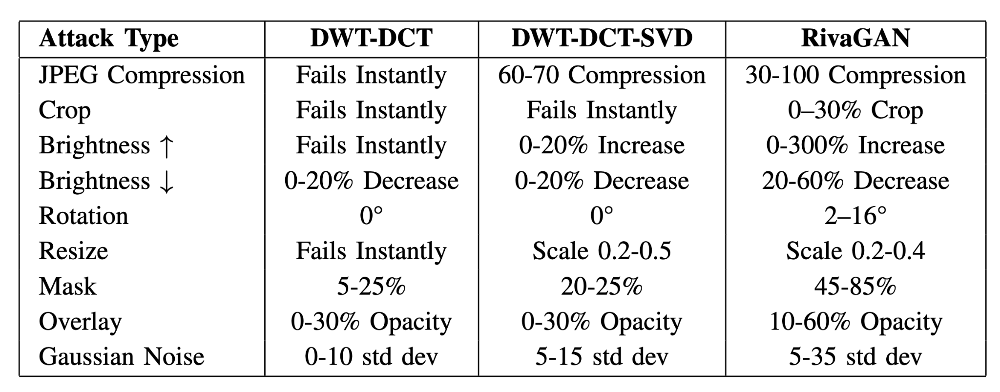 Attack Type DWT-DCT DWT-DCT-SVD RivaGAN
JPEG Compression Fails Instantly 60-70 Compression 30-100 Compression
Crop Fails Instantly Fails Instantly 0–30% Crop
Brightness ↑ Fails Instantly 0-20% Increase 0-300% Increase
Brightness ↓ 0-20% Decrease 0-20% Decrease 20-60% Decrease
Rotation 0° 0° 2–16°
Resize Fails Instantly Scale 0.2-0.5 Scale 0.2-0.4
Mask 5-25% 20-25% 45-85%
Overlay 0-30% Opacity 0-30% Opacity 10-60% Opacity
Gaussian Noise 0-10 std dev 5-15 std dev 5-35 std dev